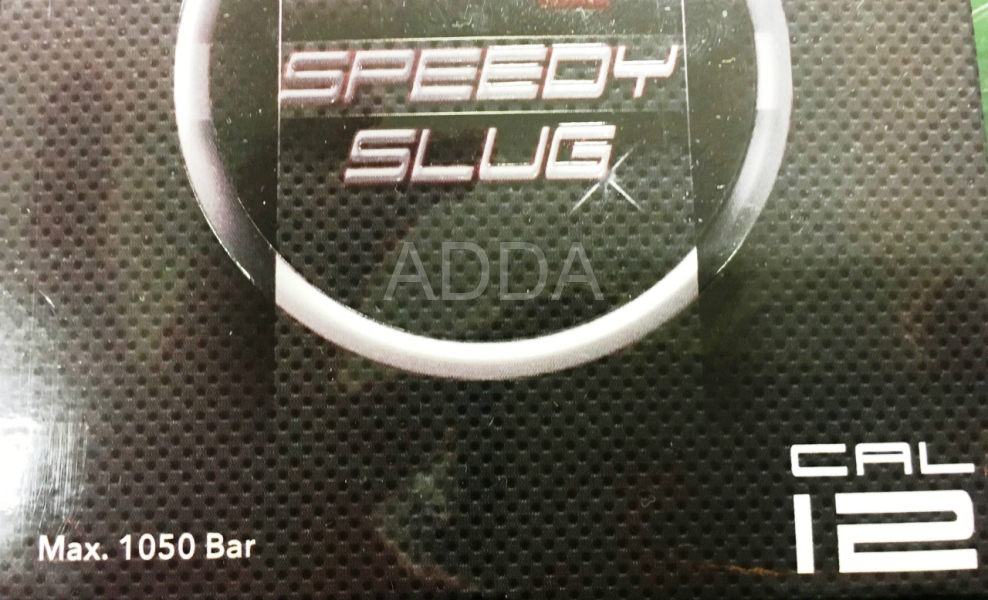 SPEEDY
SLUG
ADDA
CAL
12
Max. 1050 Bar